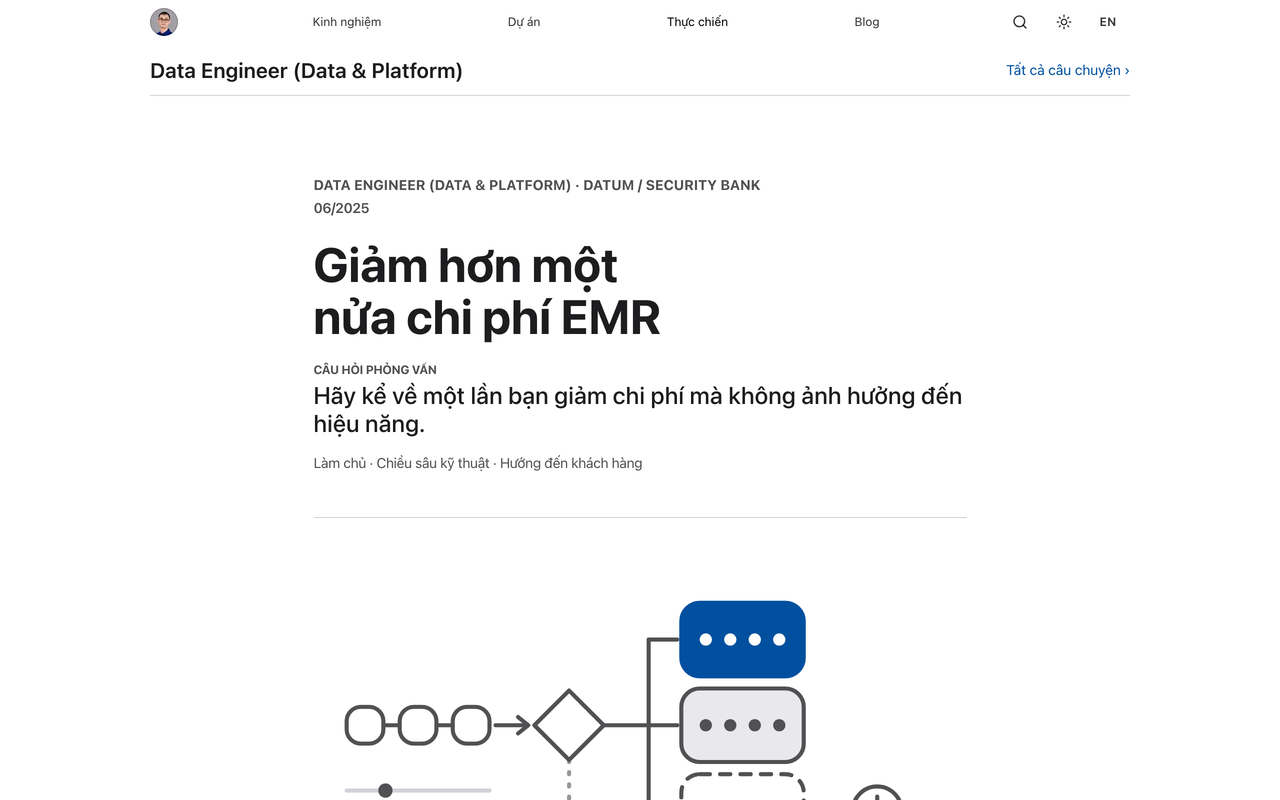 Kinh nghiệm
Dự án
Thực chiến
Blog
EN
Data Engineer (Data & Platform)
Tất cả câu chuyện ›
DATA ENGINEER (DATA & PLATFORM) · DATUM / SECURITY BANK
06/2025
Giảm hơn một
nửa chi phí EMR
CÂU HỎI PHỎNG VẤN
Hãy kể về một lần bạn giảm chi phí mà không ảnh hưởng đến
hiệu năng.
Làm chủ · Chiều sâu kỹ thuật · Hướng đến khách hàng